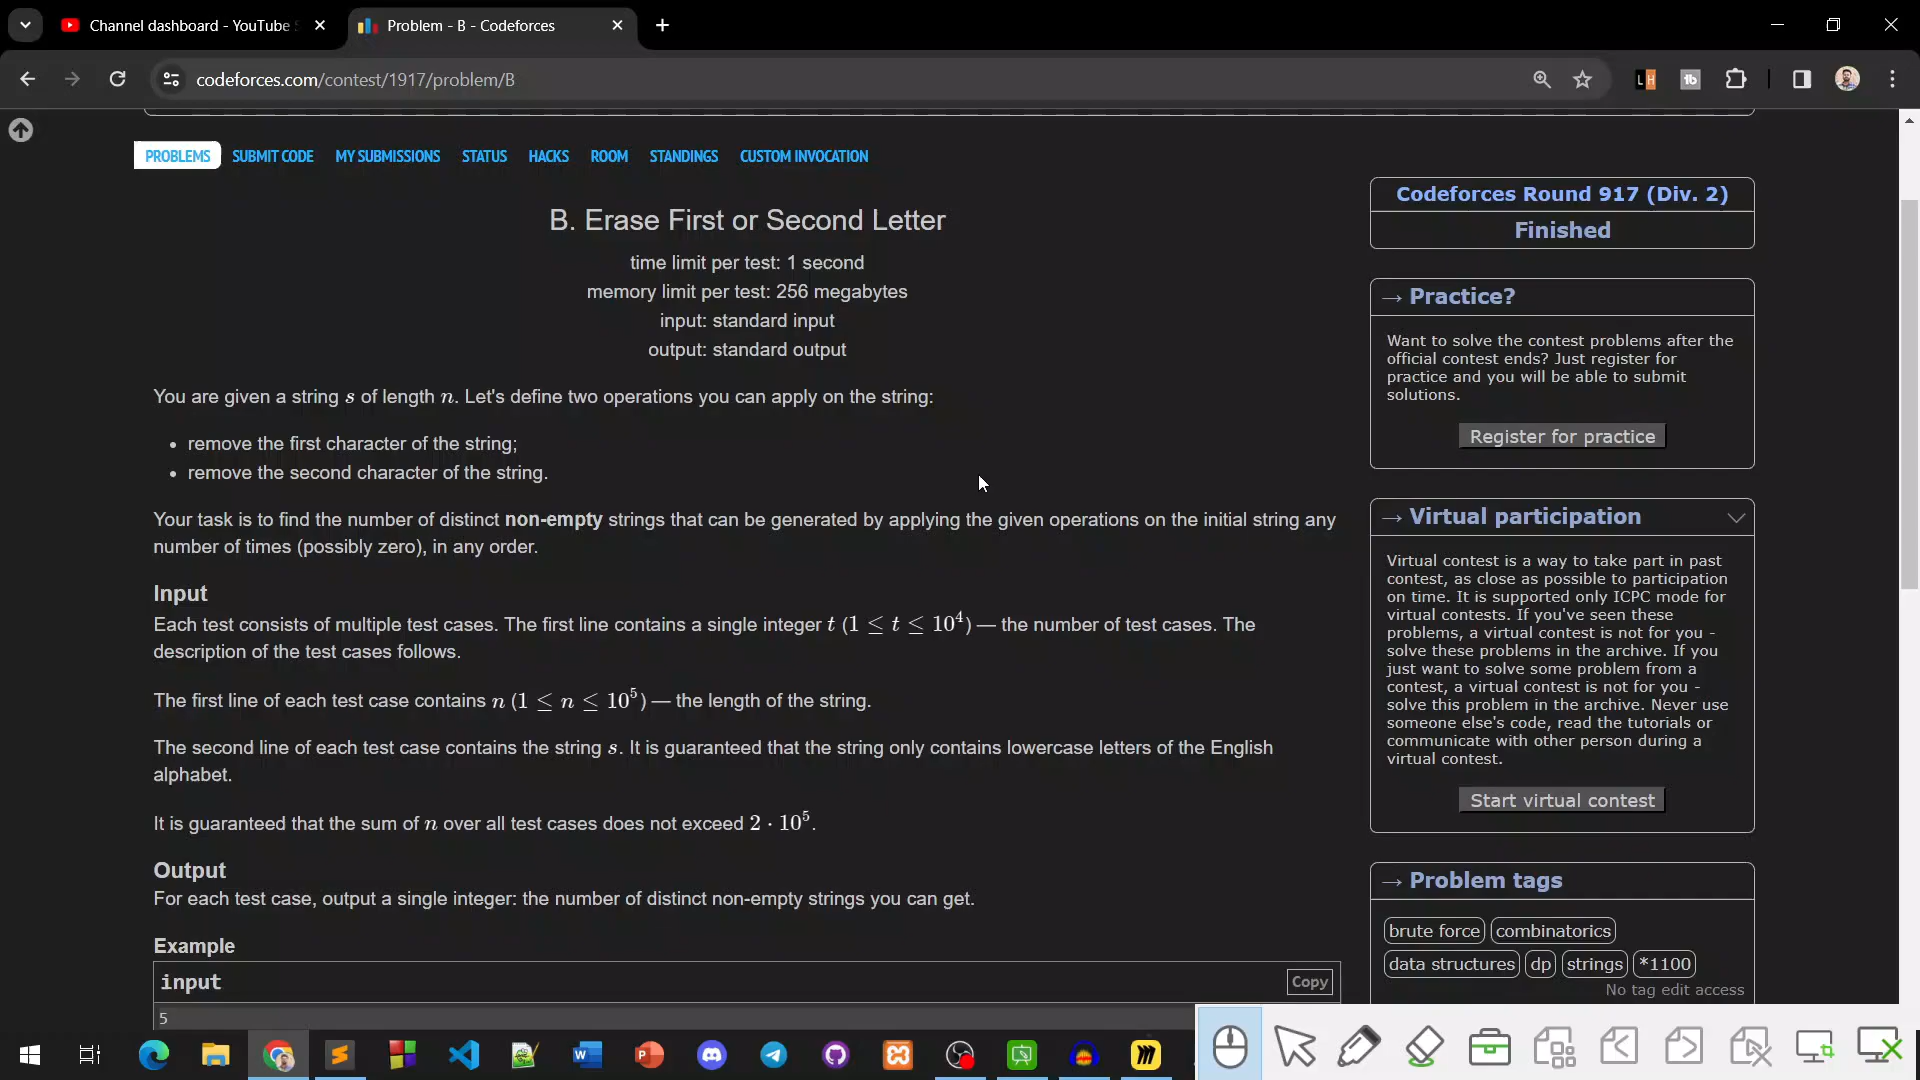 Channel dashboard - YouTube
Problem - B - Codeforces
codeforces.com/contest/1917/problem/B
PROBLEMS SUBMIT CODE MY SUBMISSIONS STATUS HACKS ROOM STANDINGS CUSTOM INVOCATION
B. Erase First or Second Letter
time limit per test: 1 second
memory limit per test: 256 megabytes
input: standard input
output: standard output
You are given a string s of length n. Let's define two operations you can apply on the string:
• remove the first character of the string;
• remove the second character of the string.
Your task is to find the number of distinct non-empty strings that can be generated by applying the given operations on the initial string any
number of times (possibly zero), in any order.
Input
Each test consists of multiple test cases. The first line contains a single integer t (1 ≤ t ≤ 10⁴) — the number of test cases. The
description of the test cases follows.
The first line of each test case contains n (1 ≤ n ≤ 10⁵) — the length of the string.
The second line of each test case contains the string s. It is guaranteed that the string only contains lowercase letters of the English
alphabet.
It is guaranteed that the sum of n over all test cases does not exceed 2 · 10⁵.
Output
For each test case, output a single integer: the number of distinct non-empty strings you can get.
Example
input
Copy
5
Codeforces Round 917 (Div. 2)
Finished
→ Practice?
Want to solve the contest problems after the
official contest ends? Just register for
practice and you will be able to submit
solutions.
Register for practice
→ Virtual participation
Virtual contest is a way to take part in past
contest, as close as possible to participation
on time. It is supported only ICPC mode for
virtual contests. If you've seen these
problems, a virtual contest is not for you -
solve these problems in the archive. If you
just want to solve some problem from a
contest, a virtual contest is not for you -
solve this problem in the archive. Never use
someone else's code, read the tutorials or
communicate with other person during a
virtual contest.
Start virtual contest
→ Problem tags
brute force combinatorics
data structures dp strings *1100
No tag edit access